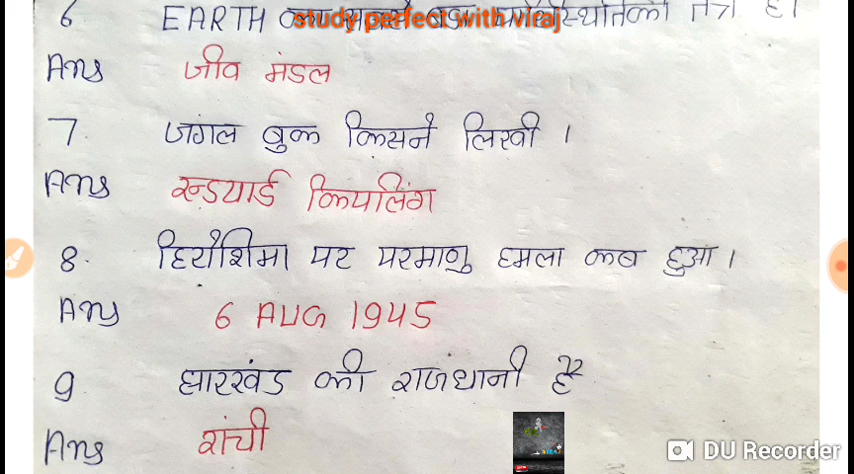 6 EARTH का तंत्र है।
study perfect with viraj
Ans जीव मंडल
7 जंगल बुक किसने लिखी ।
Ans किपलिंग
8. हिरोशिमा पर परमाणु हमला कब हुआ ।
Ans 6 AUG 1945
9 झारखंड की राजधानी है
Ans रांची
DU Recorder